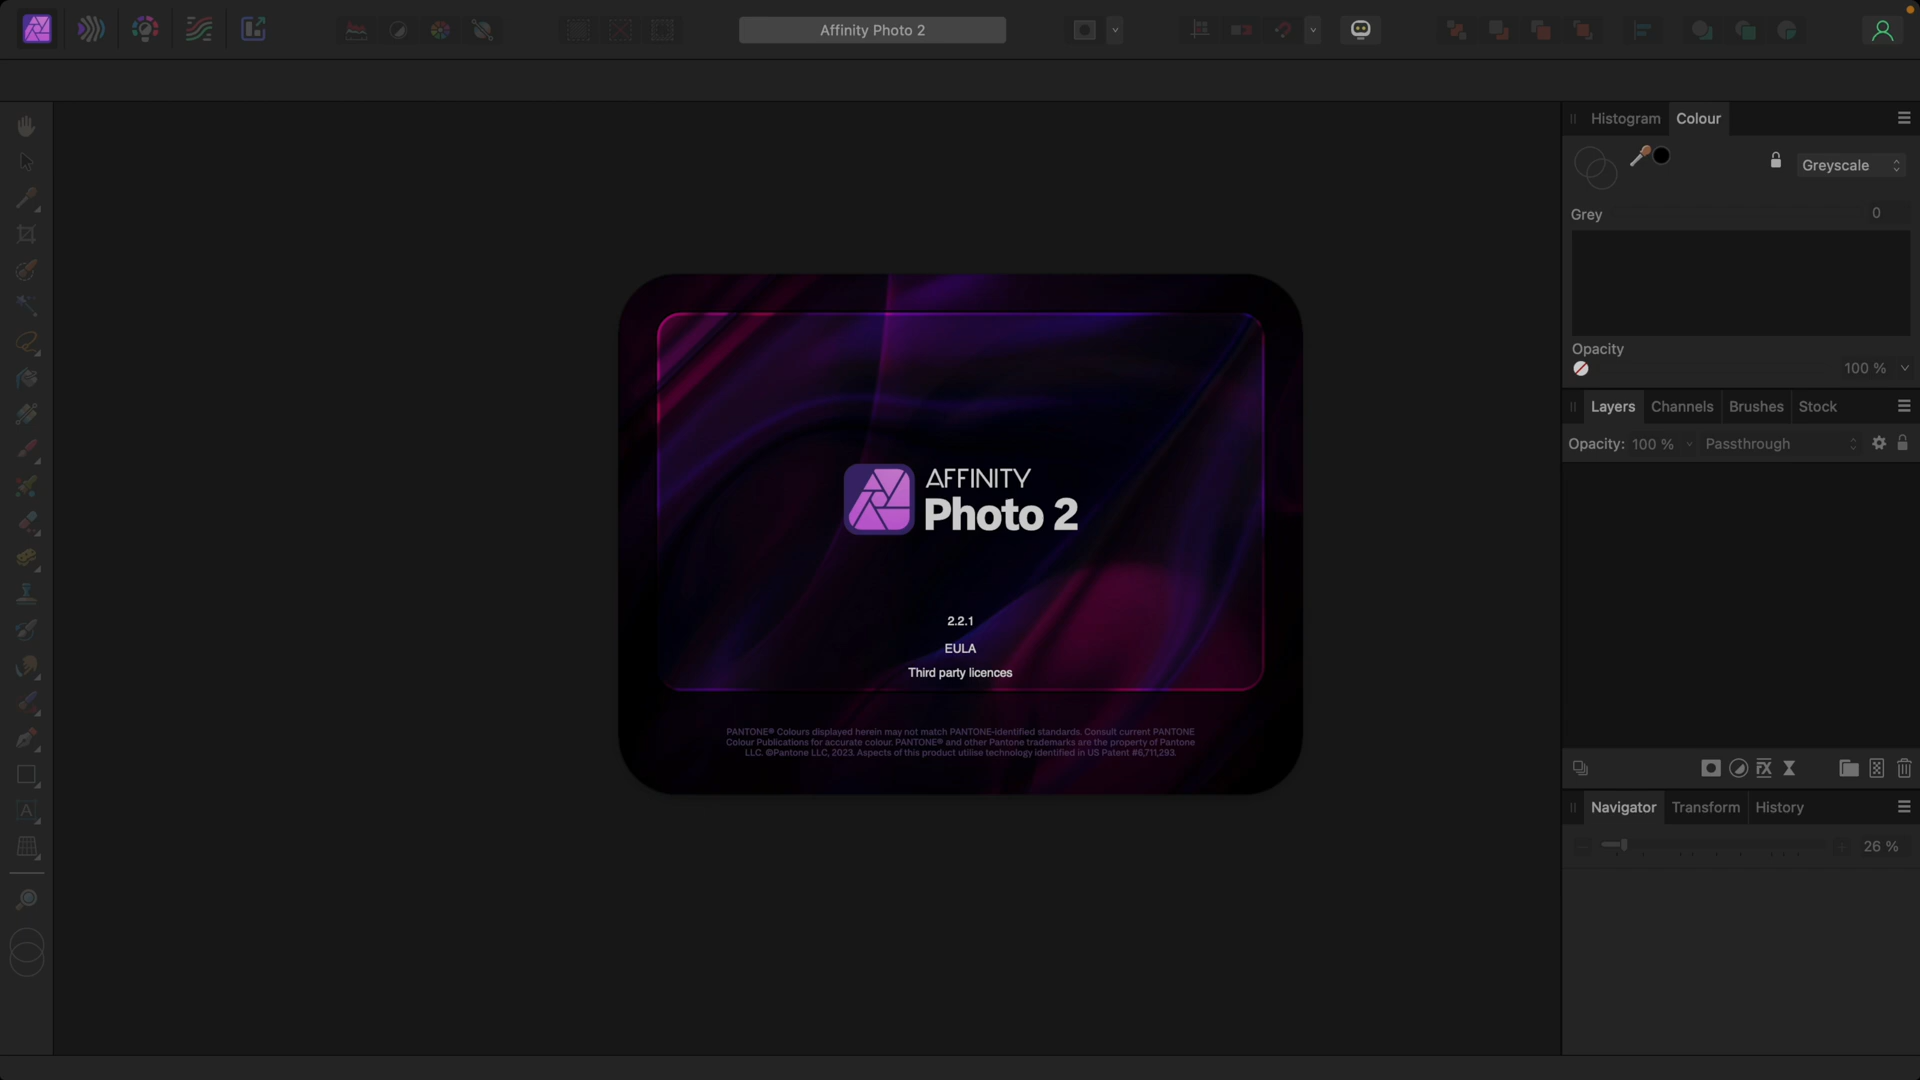 Affinity Photo 2
Histogram
Colour
Greyscale
Grey
0
Opacity
100 %
Layers
Channels
Brushes
Stock
Opacity: 100 %
Passthrough
AFFINITY
Photo 2
2.2.1
EULA
Third party licences
PANTONE® Colours displayed herein may not match PANTONE-identified standards. Consult current PANTONE
Colour Publications for accurate colour. PANTONE® and other Pantone trademarks are the property of Pantone
LLC. ©Pantone LLC, 2023. Aspects of this product utilise technology identified in US Patent #6,711,293.
FX
Navigator
Transform
History
26 %
A